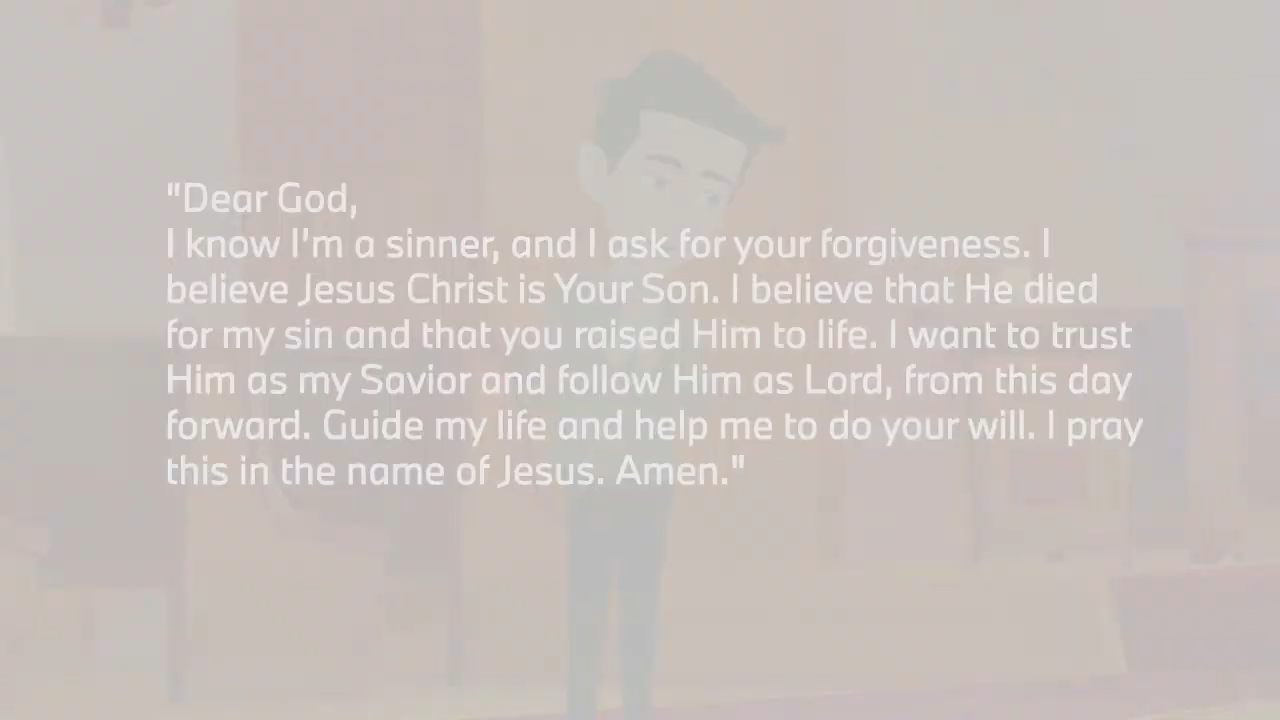 "Dear God,
I know I'm a sinner, and I ask for your forgiveness. I
believe Jesus Christ is Your Son. I believe that He died
for my sin and that you raised Him to life. I want to trust
Him as my Savior and follow Him as Lord, from this day
forward. Guide my life and help me to do your will. I pray
this in the name of Jesus. Amen."